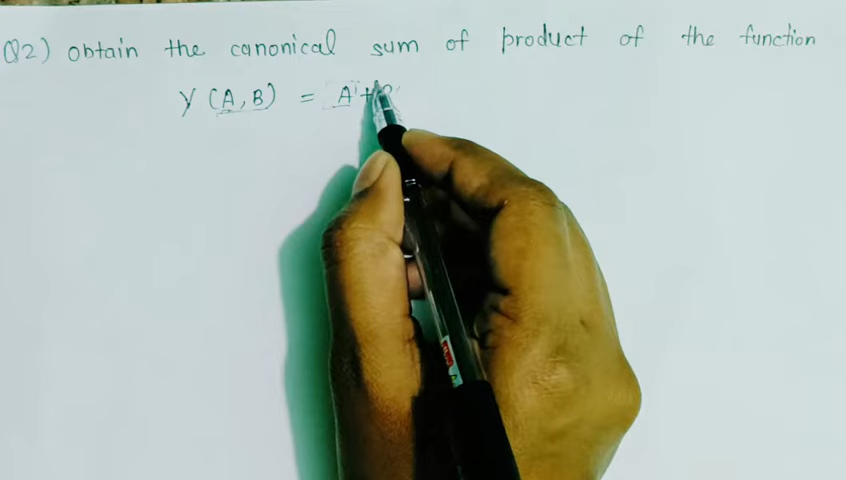 Q2) obtain the canonical sum of product of the function
Y (A, B) = A' +